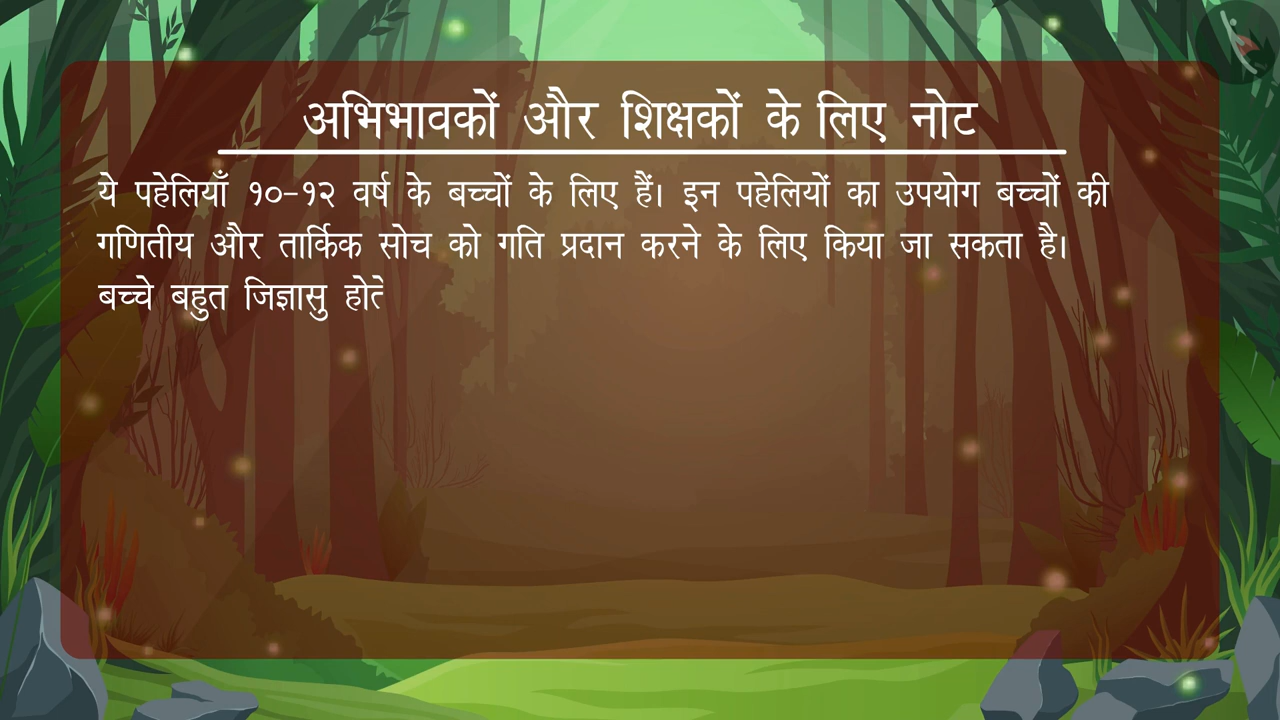 अभिभावकों और शिक्षकों के लिए नोट
ये पहेलियाँ १०-१२ वर्ष के बच्चों के लिए हैं। इन पहेलियों का उपयोग बच्चों की
गणितीय और तार्किक सोच को गति प्रदान करने के लिए किया जा सकता है।
बच्चे बहुत जिज्ञासु होते